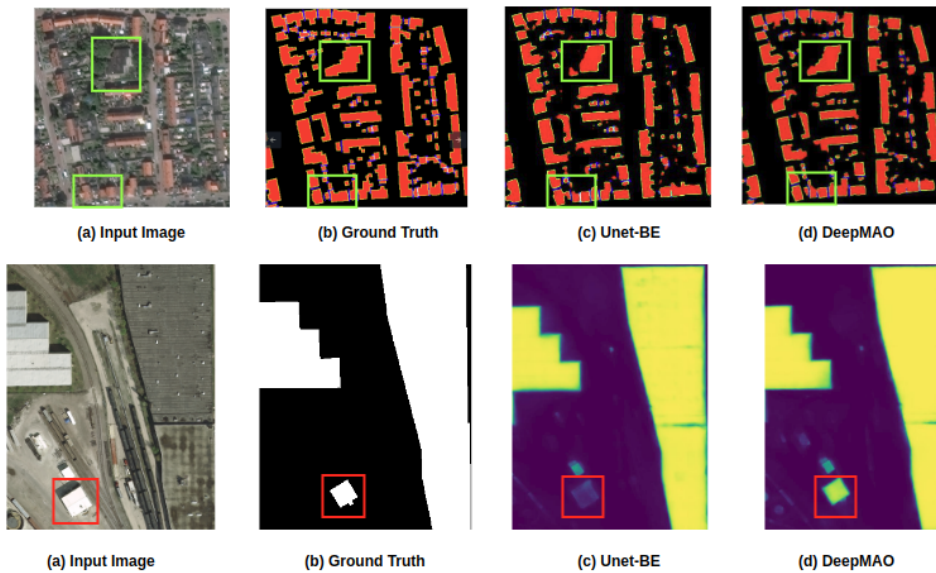 (a) Input Image
(b) Ground Truth
(c) Unet-BE
(d) DeepMAO
(a) Input Image
(b) Ground Truth
(c) Unet-BE
(d) DeepMAO